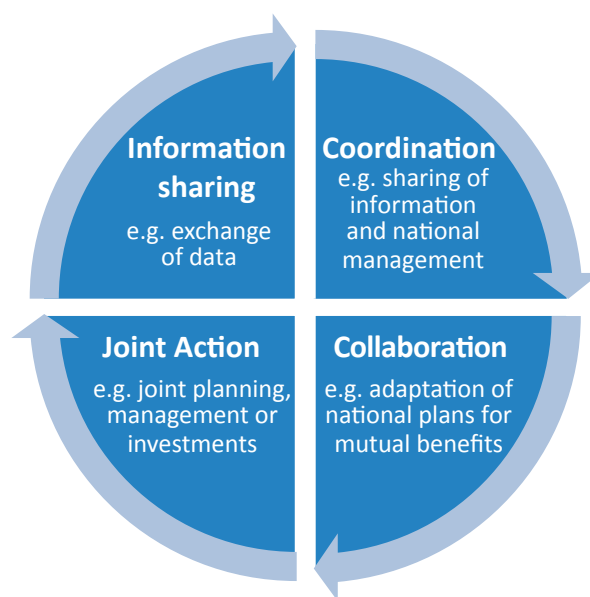 Information
sharing
e.g. exchange
of data
Coordination
e.g. sharing of
information
and national
management
Joint Action
e.g. joint planning,
management or
investments
Collaboration
e.g. adaptation of
national plans for
mutual benefits